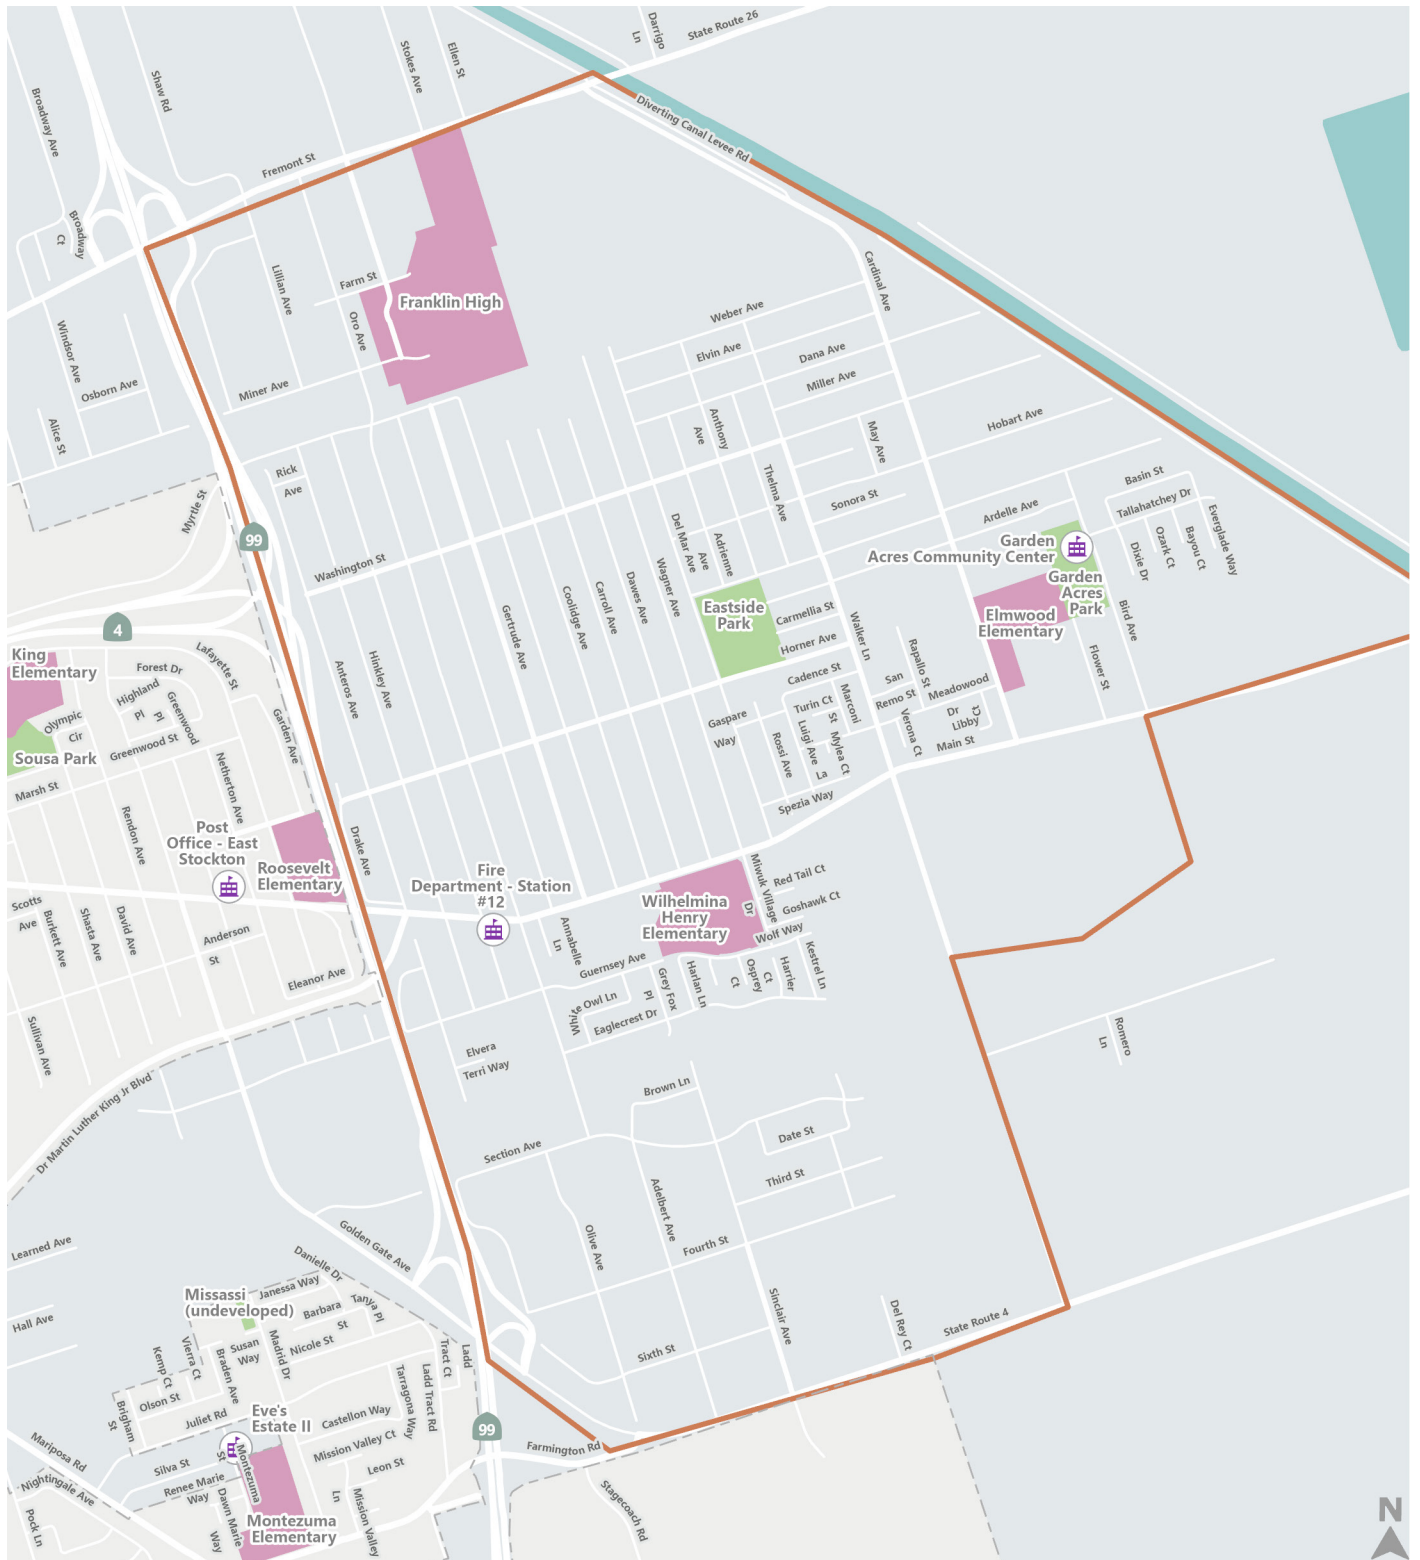 Darrigo
Ln
State Route 26
Stokes Ave
Ellen St
Shaw Rd
Broadway Ave
Diverting Canal Levee Rd
Fremont St
Broadway
Ct
Cardinal Ave
Lillian Ave
Farm St
Franklin High
Oro Ave
Weber Ave
Elvin Ave
Dana Ave
Miller Ave
Windsor Ave
Osborn Ave
Miner Ave
Alice St
Anthony
Ave
May Ave
Hobart Ave
Rick
Ave
Myrtle St
Thelma Ave
Sonora St
Basin St
Tallahatchey Dr
Ardelle Ave
Everglade Way
99
Del Mar Ave
Adrienne
Ave
Garden
Acres Community Center
Dixie Dr
Ozark Ct
Bayou Ct
Washington St
Wagner Ave
Dawes Ave
Carroll Ave
Coolidge Ave
Gertrude Ave
Garden
Acres
Park
Eastside
Park
Carmellia St
Horner Ave
Walker Ln
Elmwood
Elementary
Bird Ave
4
King
Elementary
Forest Dr
Lafayette St
Highland
Pl
Greenwood
Pl
Olympic
Cir
Greenwood St
Garden Ave
Anteros Ave
Hinkley Ave
Cadence St
San
Remo St
Rapallo St
Meadowood
Dr
Flower St
Turin Ct
Marconi
St
Gaspare
Way
Libby
Ct
Verona Ct
Main St
Sousa Park
Marsh St
Netherton Ave
Rossi Ave
Luigi Ave
Mylea Ct
La
Spezia Way
Rendon Ave
Post
Office - East
Stockton
Drake Ave
Roosevelt
Elementary
Fire
Department - Station
#12
Miwuk Village
Dr
Red Tail Ct
Goshawk Ct
Wilhelmina
Henry
Elementary
Wolf Way
Scotts
Ave
Burkett Ave
Shasta Ave
David Ave
Anderson
St
Eleanor Ave
Annabelle
Ln
Guernsey Ave
Grey Fox
Pl
Harlan Ln
Osprey
Ct
Ct
Harrier
Kestrel Ln
White Owl Ln
Eaglecrest Dr
Sullivan Ave
Elvera
Terri Way
Romero
Ln
Dr Martin Luther King Jr Blvd
Brown Ln
Section Ave
Date St
Third St
Adelbert Ave
Olive Ave
Fourth St
Learned Ave
Golden Gate Ave
Danielle Dr
Hall Ave
Missassi
(undeveloped)
Janessa Way
Barbara
St
Tanya Pl
Nicole St
Susan
Way
Madrid Dr
Vierra Ct
Kemp Ct
Braden Ave
Olson St
Brigham
St
Juliet Rd
Tract Ct
Ladd
Ladd Tract Rd
Tarragona Way
Sinclair Ave
Sixth St
Del Rey Ct
State Route 4
Eve's
Estate II
Castellon Way
99
Mission Valley Ct
Farmington Rd
Mariposa Rd
Silva St
Montezuma
St
Leon St
Renee Marie
Way
Nightingale Ave
Dawn Marie
Way
Ln
Mission Valley
Stagecoach Rd
Pock Ln
Montezuma
Elementary
N